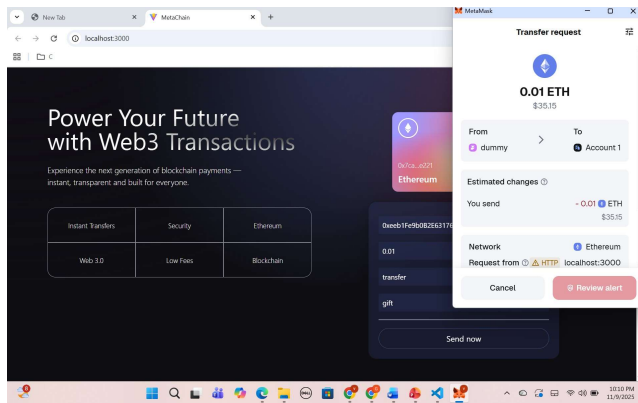 New Tab
MetaChain
localhost:3000
C
Power Your Future
with Web3 Transactions
Experience the next generation of blockchain payments —
instant, transparent and built for everyone.
Instant Transfers
Security
Ethereum
Web 3.0
Low Fees
Blockchain
0x7ca...e221
Ethereum
0xeeb1Fe9b0B2E63176
0.01
transfer
gift
Send now
MetaMask
Transfer request
0.01 ETH
$35.15
From
To
dummy
Account 1
Estimated changes
You send
- 0.01 ETH
$35.15
Network
Ethereum
Request from HTTP localhost:3000
Cancel
Review alert
10:10 PM
11/9/2025